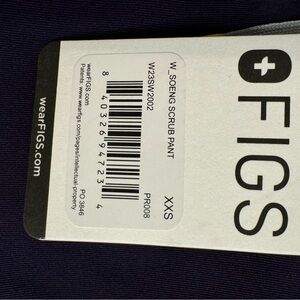 FIGS
W_SOENG SCRUB PANT
XXS
W23SW2002
PR008
8 40326 94723 4
wearFIGS.com
Patents: www.wearfigs.com/pages/intellectual-property
PO 3846
wearFIGS.com